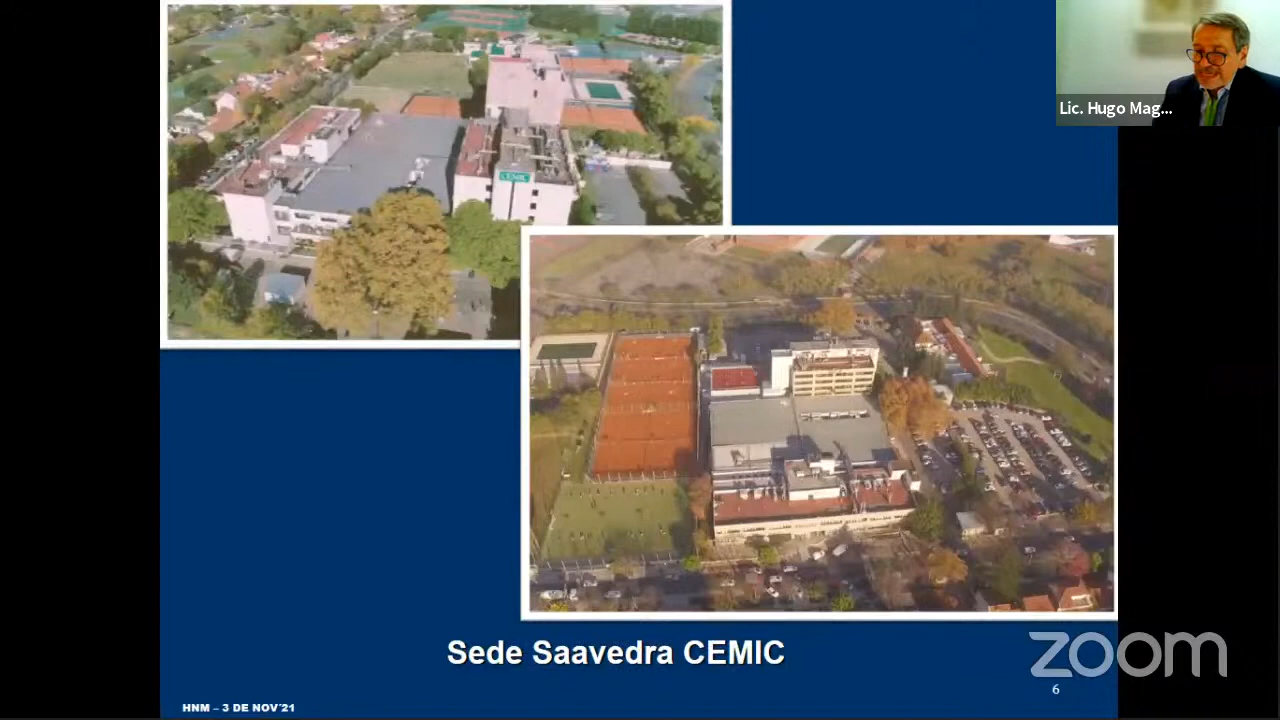 CEMIC
Lic. Hugo Mag...
Sede Saavedra CEMIC
zoom
6
HNM – 3 DE NOV'21